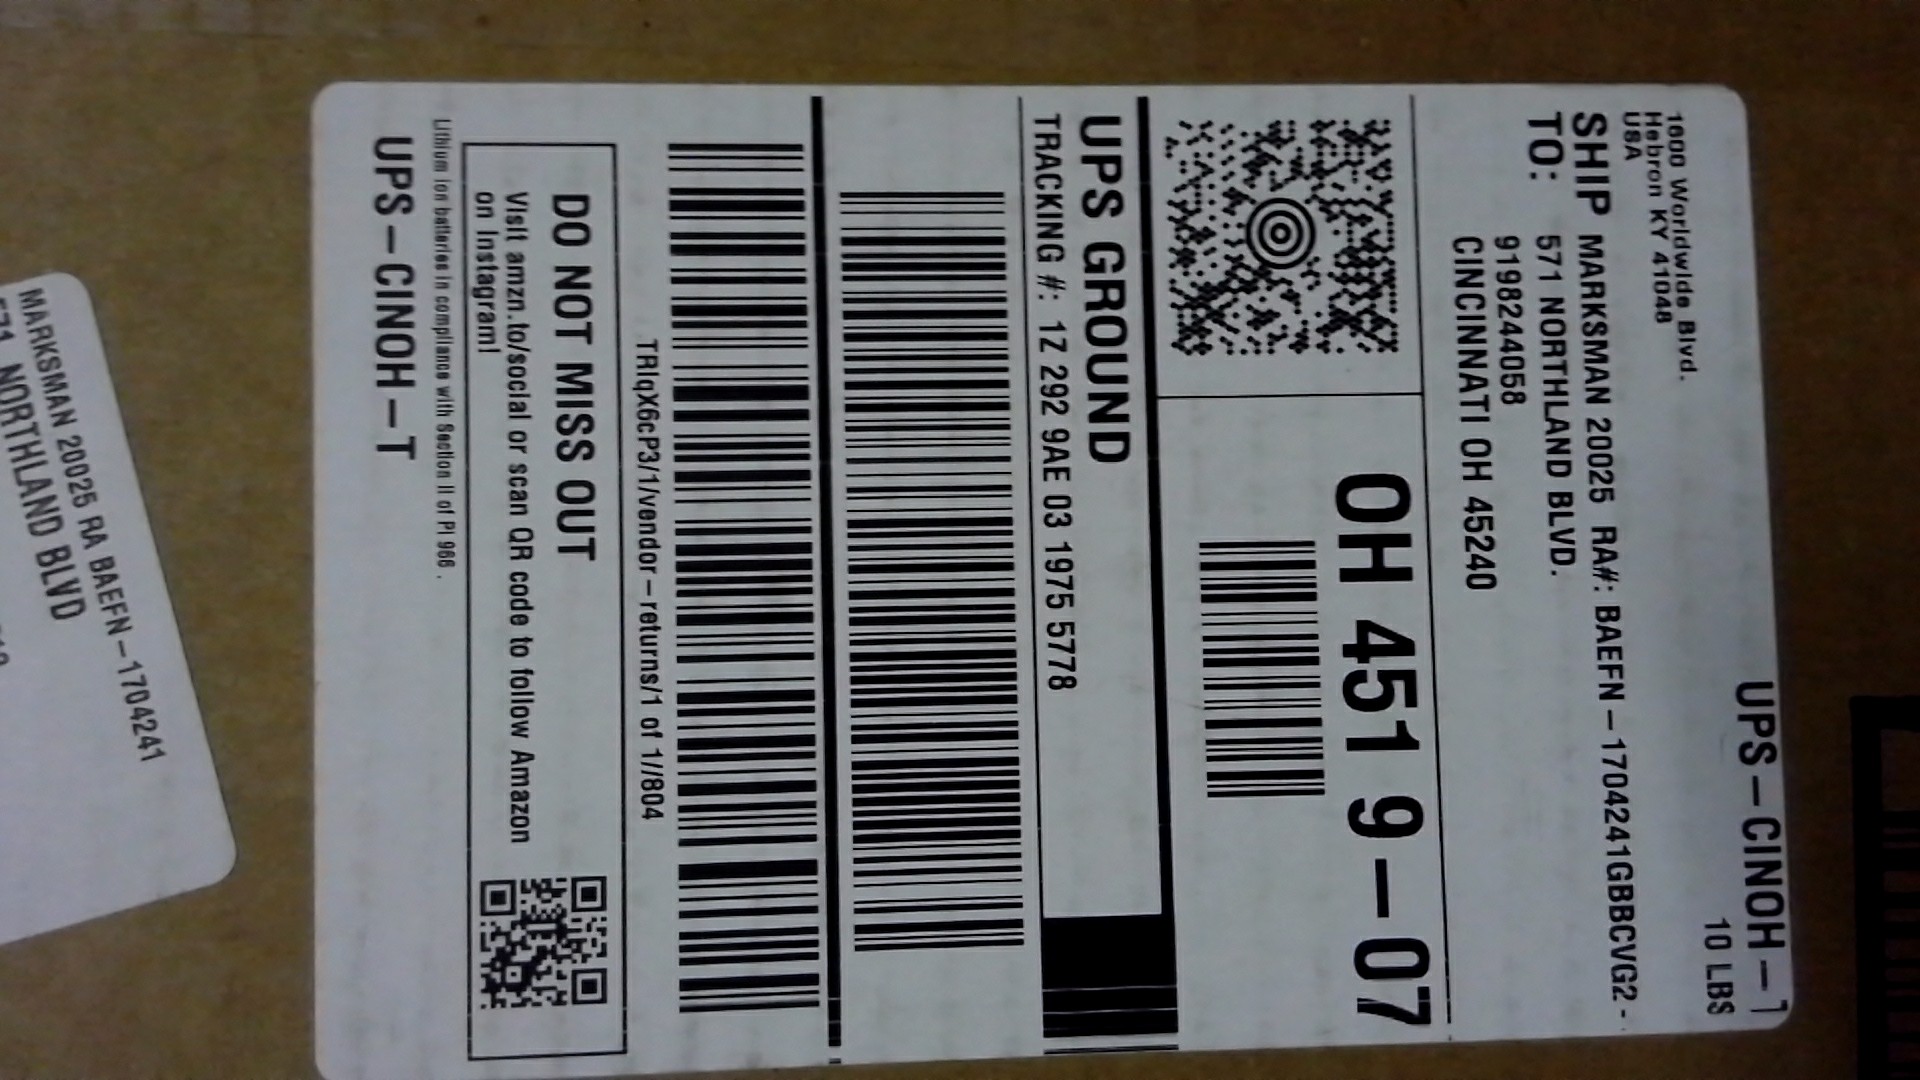 UPS-CINOH-T
10 LBS
1600 Worldwide Blvd.
Hebron KY 41048
USA
SHIP
TO:
MARKSMAN 20025 RA#: BAEFN-1704241GBBCVG2-
571 NORTHLAND BLVD.
9198244058
CINCINNATI OH 45240
OH 451 9-07
UPS GROUND
TRACKING #: 1Z 292 9AE 03 1975 5778
TRlqX6cP3/1/vendor-returns/1 of 1//804
DO NOT MISS OUT
Visit amzn.to/social or scan QR code to follow Amazon
on Instagram!
Lithium ion batteries in compliance with Section II of PI 966.
UPS-CINOH-T
MARKSMAN 20025 RA BAEFN-1704241
571 NORTHLAND BLVD